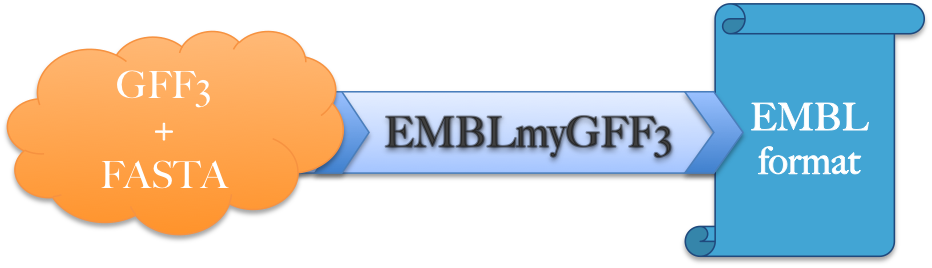 GFF3
+
FASTA
EMBLmyGFF3
EMBL
format